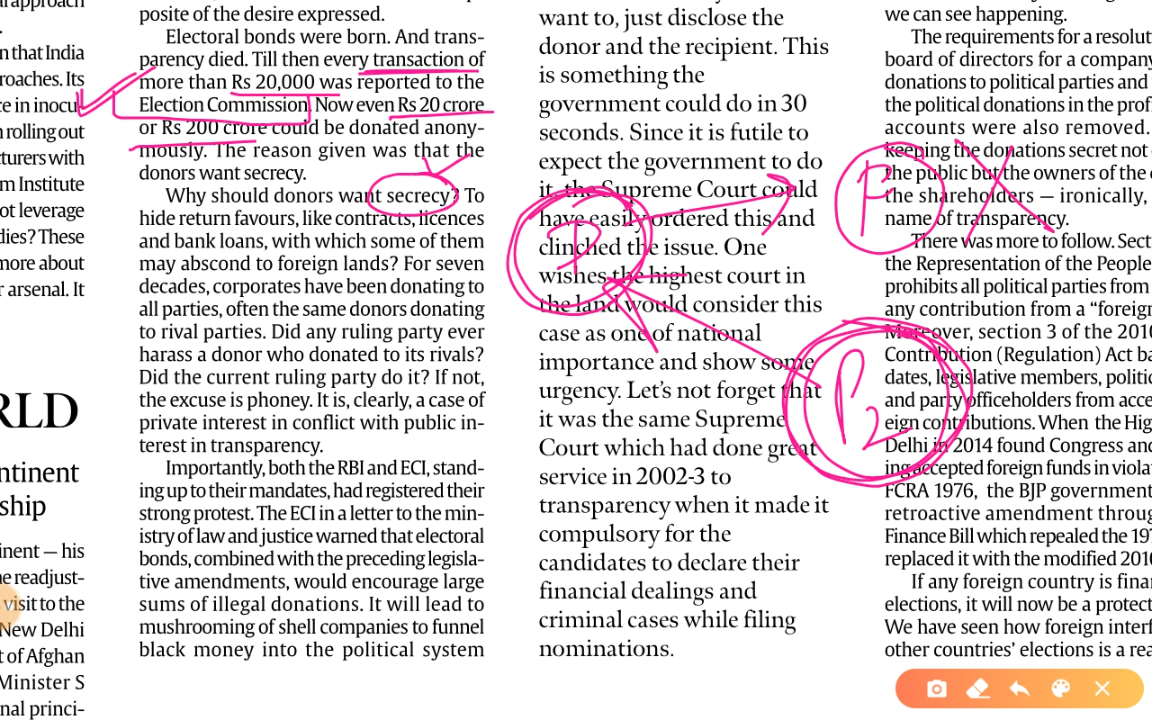 ar approach
.
n that India
roaches. Its
ce in inocu-
n rolling out
cturers with
m Institute
ot leverage
dies? These
more about
r arsenal. It
RLD
ntinent
ship
inent — his
ne readjust-
visit to the
New Delhi
t of Afghan
Minister S
nal princi-
posite of the desire expressed.
Electoral bonds were born. And trans-
parency died. Till then every transaction of
more than Rs 20,000 was reported to the
Election Commission. Now even Rs 20 crore
or Rs 200 crore could be donated anony-
mously. The reason given was that the
donors want secrecy.
Why should donors want secrecy? To
hide return favours, like contracts, licences
and bank loans, with which some of them
may abscond to foreign lands? For seven
decades, corporates have been donating to
all parties, often the same donors donating
to rival parties. Did any ruling party ever
harass a donor who donated to its rivals?
Did the current ruling party do it? If not,
the excuse is phoney. It is, clearly, a case of
private interest in conflict with public in-
terest in transparency.
Importantly, both the RBI and ECI, stand-
ing up to their mandates, had registered their
strong protest. The ECI in a letter to the min-
istry of law and justice warned that electoral
bonds, combined with the preceding legisla-
tive amendments, would encourage large
sums of illegal donations. It will lead to
mushrooming of shell companies to funnel
black money into the political system
want to, just disclose the
donor and the recipient. This
is something the
government could do in 30
seconds. Since it is futile to
expect the government to do
it, the Supreme Court could
have easily ordered this and
clinched the issue. One
wishes the highest court in
the land would consider this
case as one of national
importance and show some
urgency. Let's not forget that
it was the same Supreme
Court which had done great
service in 2002-3 to
transparency when it made it
compulsory for the
candidates to declare their
financial dealings and
criminal cases while filing
nominations.
P
we can see happening.
The requirements for a resolut
board of directors for a company
donations to political parties and
the political donations in the prof
accounts were also removed.
keeping the donations secret not
the public but the owners of the c
the shareholders — ironically,
name of transparency.
There was more to follow. Sect
the Representation of the People
prohibits all political parties from
any contribution from a "foreign
Moreover, section 3 of the 2010
Contribution (Regulation) Act ba
dates, legislative members, politic
and party officeholders from acce
eign contributions. When the Hig
Delhi in 2014 found Congress and
ing accepted foreign funds in viola
FCRA 1976, the BJP government
retroactive amendment throug
Finance Bill which repealed the 197
replaced it with the modified 2010
If any foreign country is finan
elections, it will now be a protect
We have seen how foreign interf
other countries' elections is a rea
P
P2